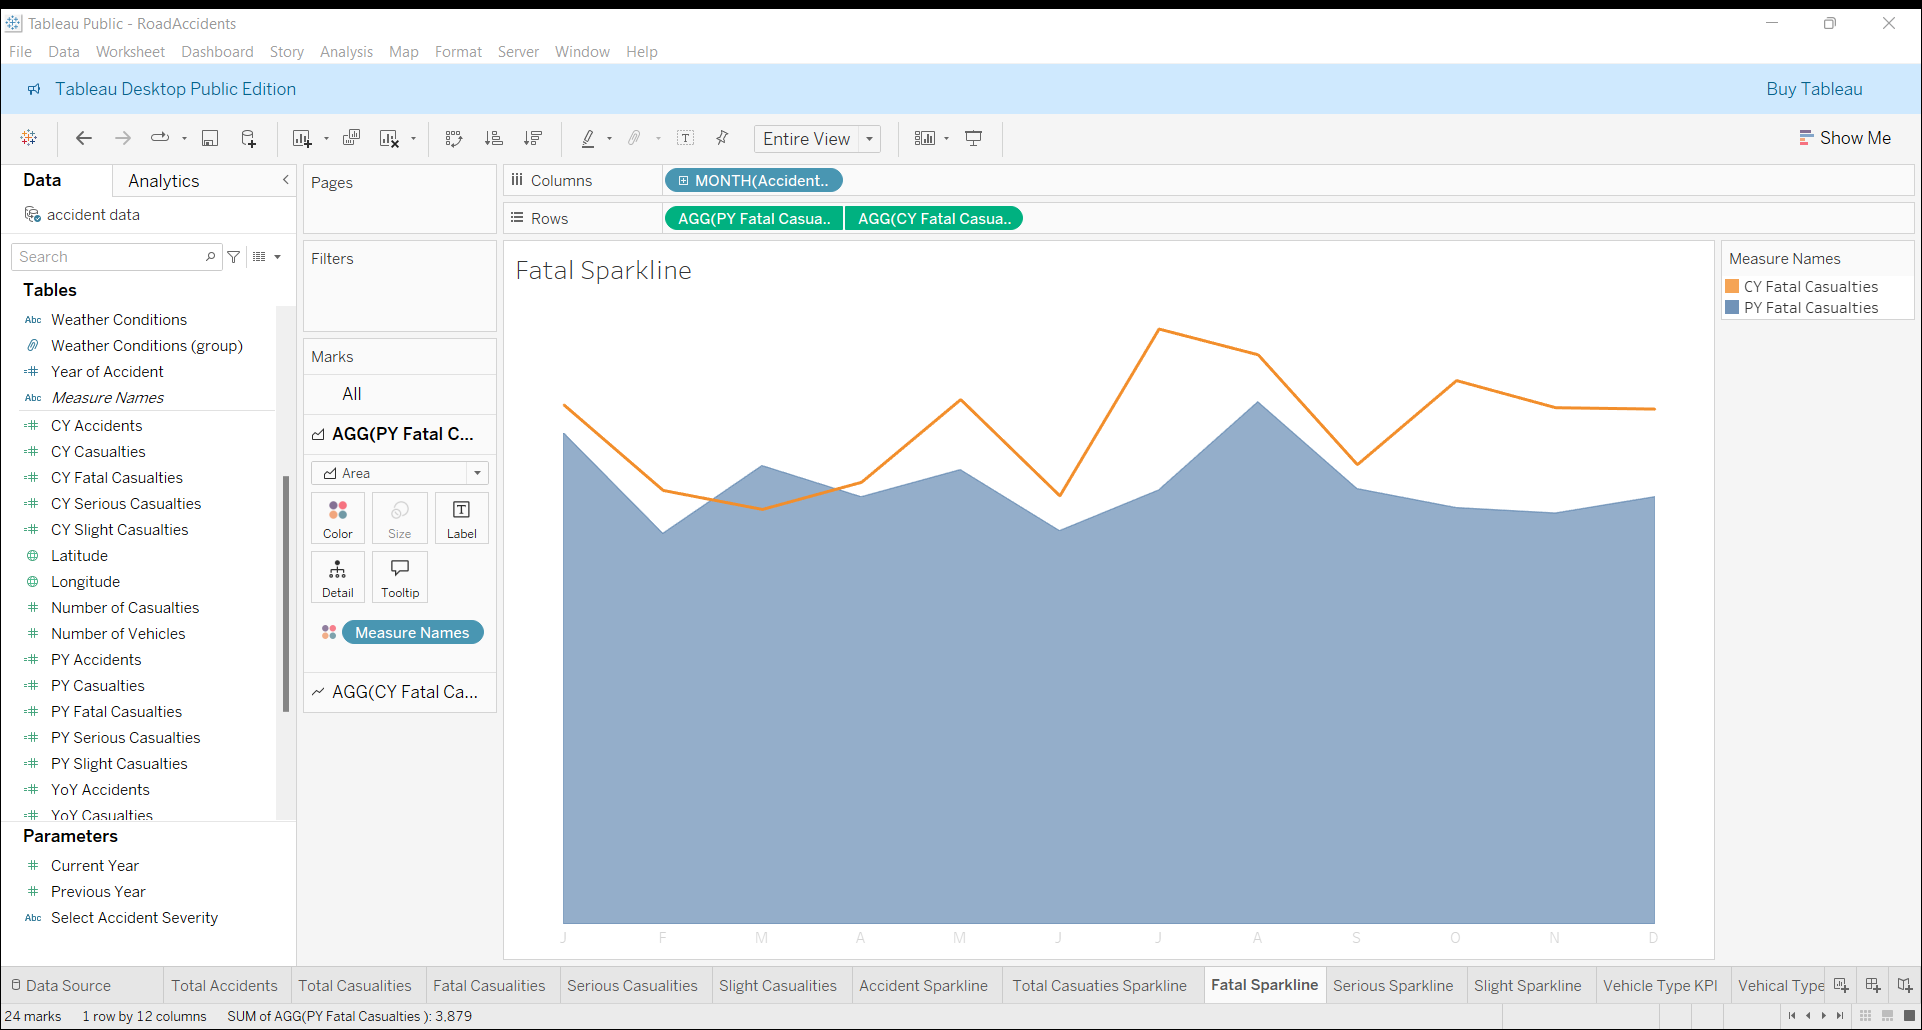 Tableau Public - RoadAccidents
File Data Worksheet Dashboard Story Analysis Map Format Server Window Help
Tableau Desktop Public Edition
Buy Tableau
Entire View
Show Me
Data
Analytics
accident data
Search
Tables
Abc Weather Conditions
Weather Conditions (group)
Year of Accident
Abc Measure Names
CY Accidents
CY Casualties
CY Fatal Casualties
CY Serious Casualties
CY Slight Casualties
Latitude
Longitude
Number of Casualties
Number of Vehicles
PY Accidents
PY Casualties
PY Fatal Casualties
PY Serious Casualties
PY Slight Casualties
YoY Accidents
YoY Casualties
Parameters
Current Year
Previous Year
Abc Select Accident Severity
Pages
Filters
Marks
All
AGG(PY Fatal C...
Area
Color Size Label
Detail Tooltip
Measure Names
AGG(CY Fatal Ca...
Columns
MONTH(Accident..
Rows
AGG(PY Fatal Casua.. AGG(CY Fatal Casua..
Fatal Sparkline
J F M A M J J A S O N D
Measure Names
CY Fatal Casualties
PY Fatal Casualties
Data Source Total Accidents Total Casualities Fatal Casualities Serious Casualities Slight Casualities Accident Sparkline Total Casuaties Sparkline Fatal Sparkline Serious Sparkline Slight Sparkline Vehicle Type KPI Vehical Type
24 marks 1 row by 12 columns SUM of AGG(PY Fatal Casualties ): 3,879